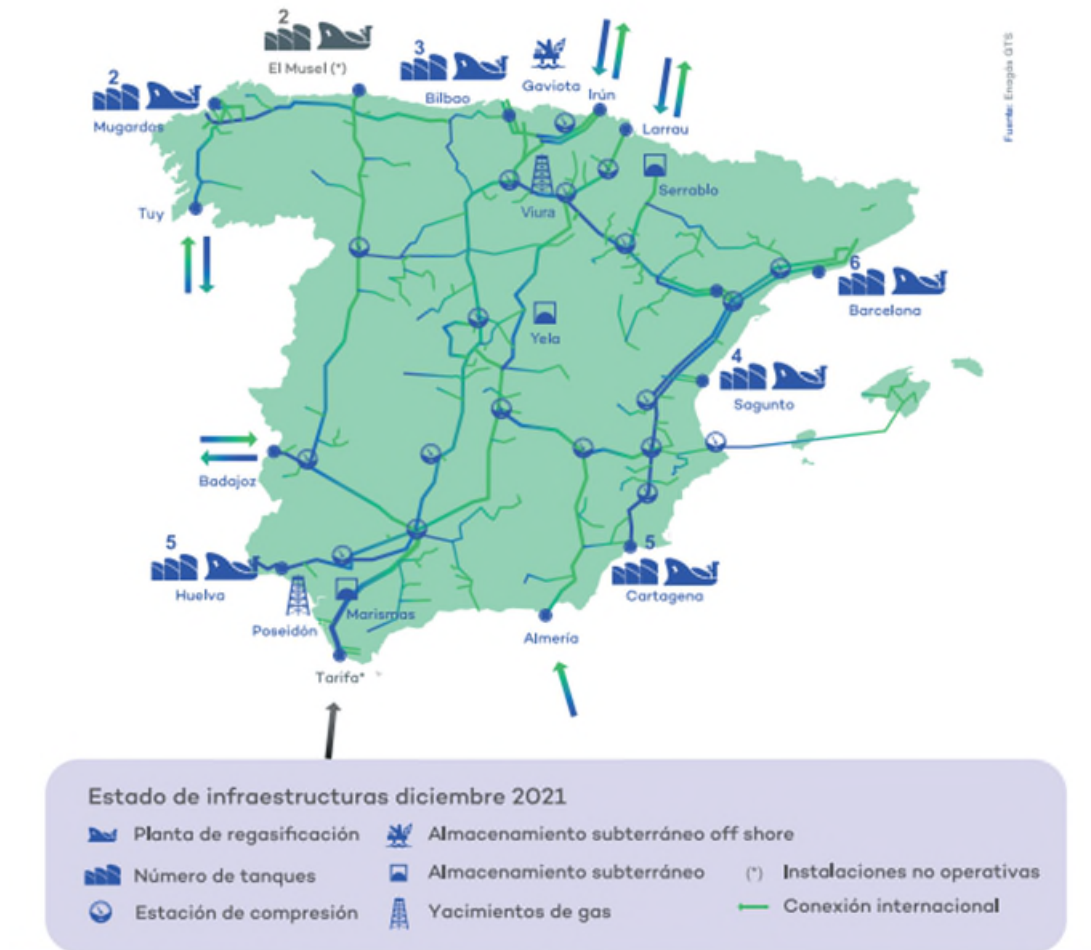 2
El Musel (*)
3
Bilbao
Gaviota
Irún
Larrau
Fuente: Enagás GTS
2
Mugardos
Serrablo
Viura
Tuy
6
Barcelona
Yela
4
Sagunto
Badajoz
5
Huelva
5
Cartagena
Marismas
Poseidón
Almería
Tarifa*
Estado de infraestructuras diciembre 2021
Planta de regasificación
Almacenamiento subterráneo off shore
Número de tanques
Almacenamiento subterráneo
(*) Instalaciones no operativas
Estación de compresión
Yacimientos de gas
Conexión internacional